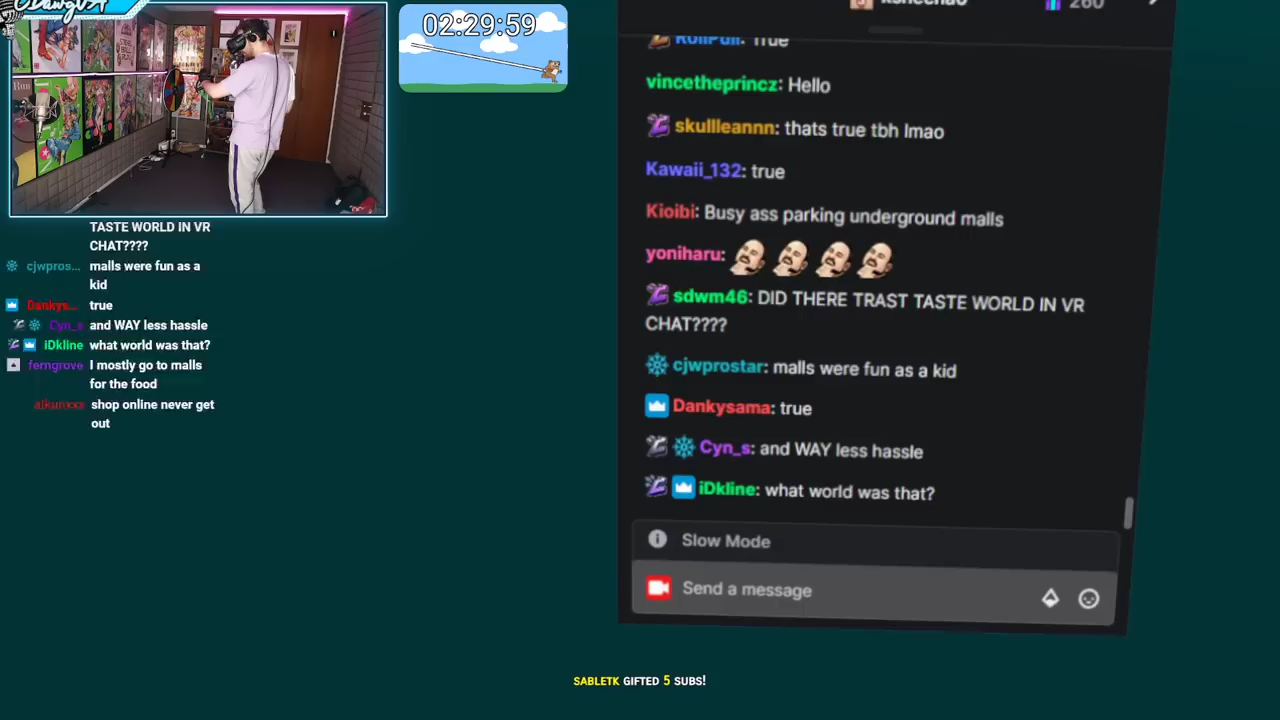 CDawgVA
02:29:59
TASTE WORLD IN VR
CHAT????
cjwpros... malls were fun as a
kid
Dankys... true
Cyn_s and WAY less hassle
iDkline what world was that?
ferngrove I mostly go to malls
for the food
shop online never get
out
260
RollPull: True
vincetheprincz: Hello
skullleannn: thats true tbh lmao
Kawaii_132: true
Kioibi: Busy ass parking underground malls
yoniharu:
sdwm46: DID THERE TRAST TASTE WORLD IN VR
CHAT????
cjwprostar: malls were fun as a kid
Dankysama: true
Cyn_s: and WAY less hassle
iDkline: what world was that?
Slow Mode
Send a message
SABLETK GIFTED 5 SUBS!